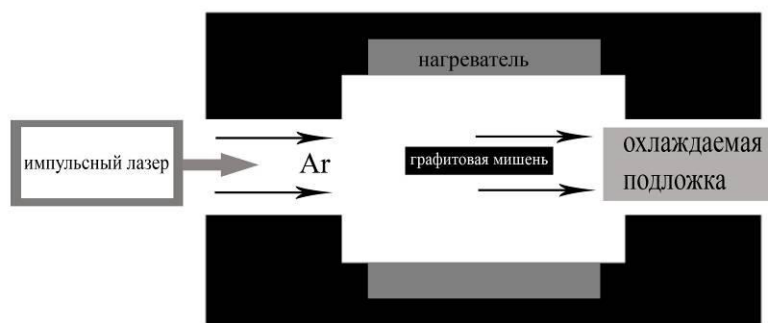 нагреватель
импульсный лазер
Ar
графитовая мишень
охлаждаемая
подложка